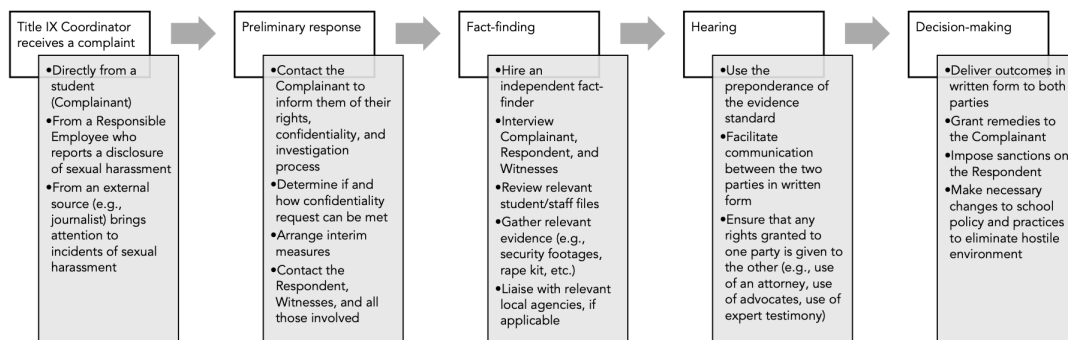 Title IX Coordinator
receives a complaint
•Directly from a
student
(Complainant)
•From a Responsible
Employee who
reports a disclosure
of sexual harassment
•From an external
source (e.g.,
journalist) brings
attention to
incidents of sexual
harassment
Preliminary response
•Contact the
Complainant to
inform them of their
rights,
confidentiality, and
investigation
process
•Determine if and
how confidentiality
request can be met
•Arrange interim
measures
•Contact the
Respondent,
Witnesses, and all
those involved
Fact-finding
•Hire an
independent fact-
finder
•Interview
Complainant,
Respondent, and
Witnesses
•Review relevant
student/staff files
•Gather relevant
evidence (e.g.,
security footages,
rape kit, etc.)
•Liaise with relevant
local agencies, if
applicable
Hearing
•Use the
preponderance of
the evidence
standard
•Facilitate
communication
between the two
parties in written
form
•Ensure that any
rights granted to
one party is given to
the other (e.g., use
of an attorney, use
of advocates, use of
expert testimony)
Decision-making
•Deliver outcomes in
written form to both
parties
•Grant remedies to
the Complainant
•Impose sanctions on
the Respondent
•Make necessary
changes to school
policy and practices
to eliminate hostile
environment